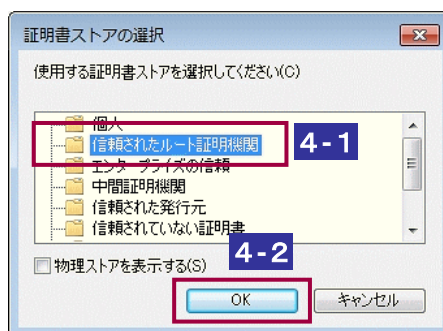 証明書ストアの選択
使用する証明書ストアを選択してください(C)
個人
信頼されたルート証明機関
4-1
エンタープライズの信頼
中間証明機関
信頼された発行元
信頼されていない証明書
4-2
物理ストアを表示する(S)
OK
キャンセル